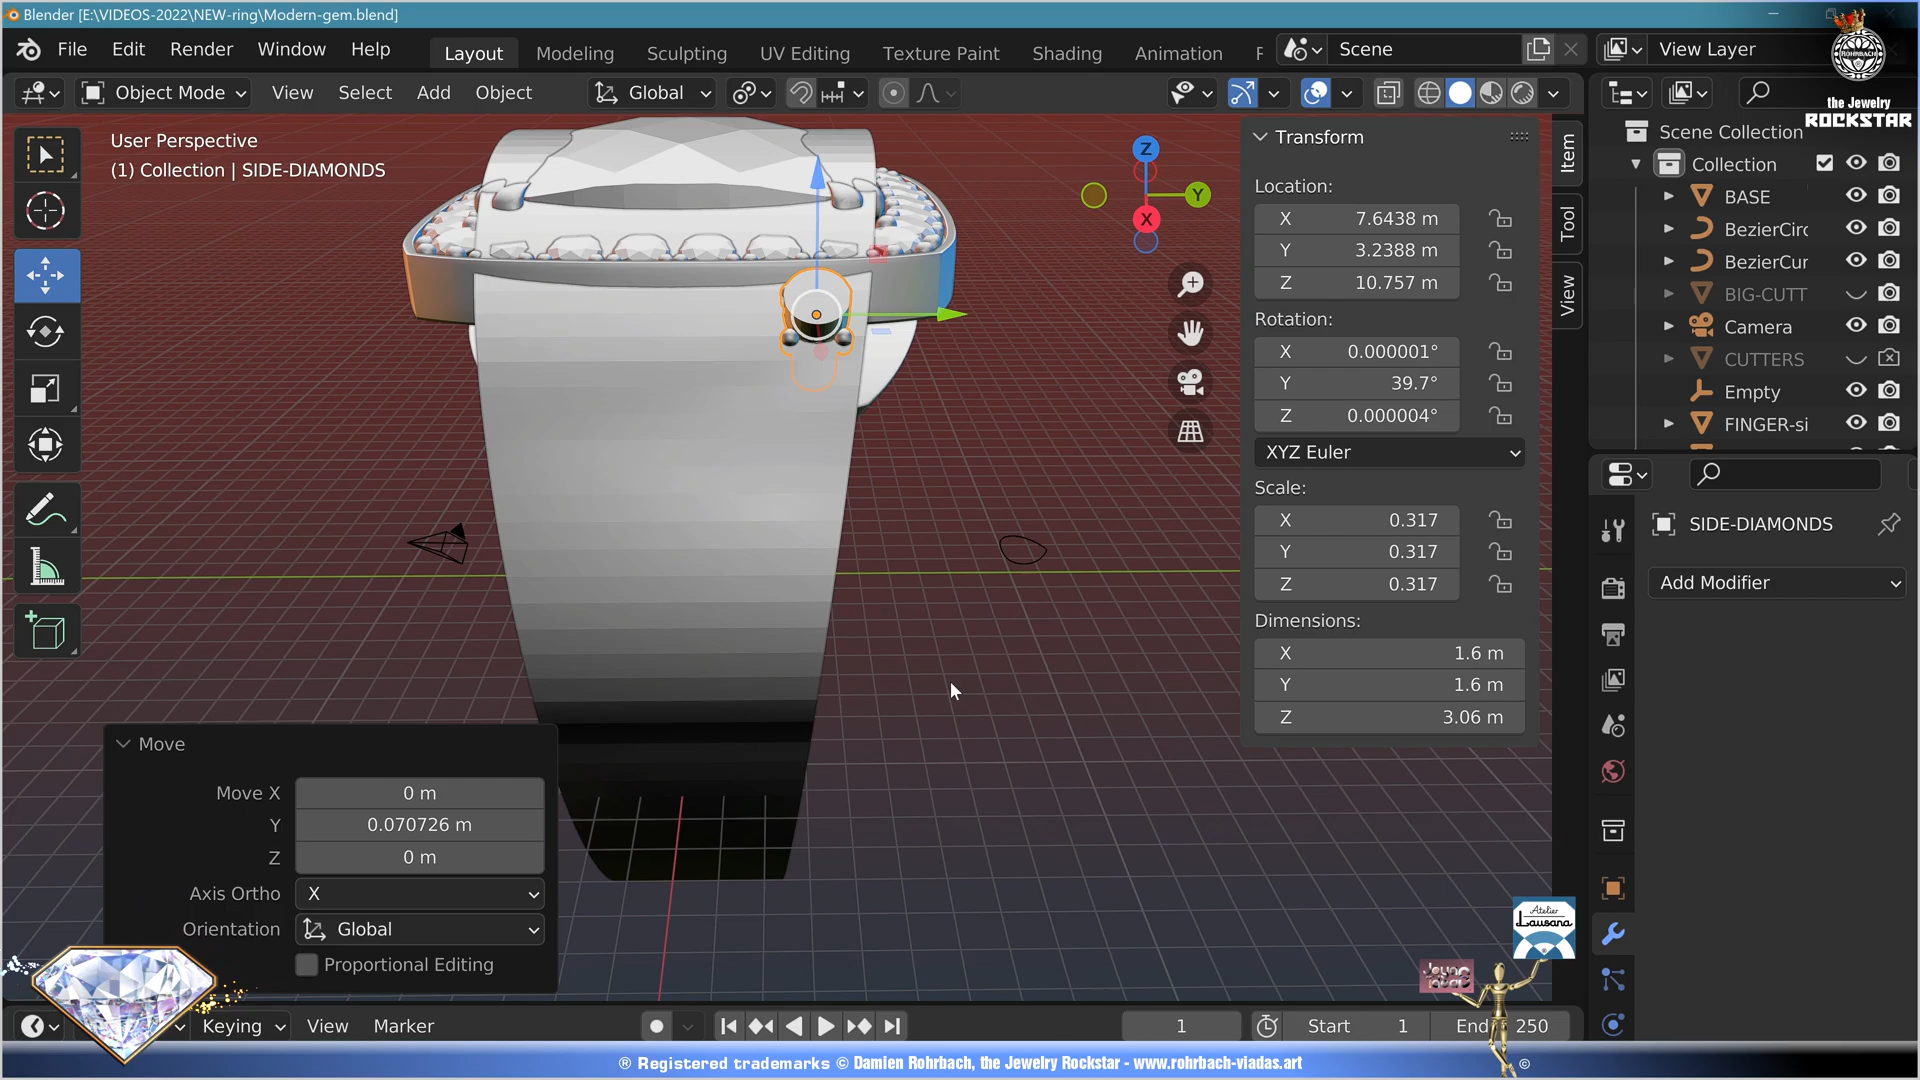 Blender [E:\VIDEOS-2022\NEW-ring\Modern-gem.blend]
File Edit Render Window Help
Layout Modeling Sculpting UV Editing Texture Paint Shading Animation
Scene
View Layer
Object Mode View Select Add Object
Global
the Jewelry
ROCKSTAR
User Perspective
(1) Collection | SIDE-DIAMONDS
Z
Y
X
Transform
Location:
X 7.6438 m
Y 3.2388 m
Z 10.757 m
Rotation:
X 0.000001°
Y 39.7°
Z 0.000004°
XYZ Euler
Scale:
X 0.317
Y 0.317
Z 0.317
Dimensions:
X 1.6 m
Y 1.6 m
Z 3.06 m
Item
Tool
View
Scene Collection
Collection
BASE
BezierCirc
BezierCur
BIG-CUTT
Camera
CUTTERS
Empty
FINGER-si
SIDE-DIAMONDS
Add Modifier
Move
Move X 0 m
Y 0.070726 m
Z 0 m
Axis Ortho X
Orientation Global
Proportional Editing
Atelier
Lausana
Keying View Marker
1
Start 1
End 250
® Registered trademarks © Damien Rohrbach, the Jewelry Rockstar - www.rohrbach-viadas.art ©